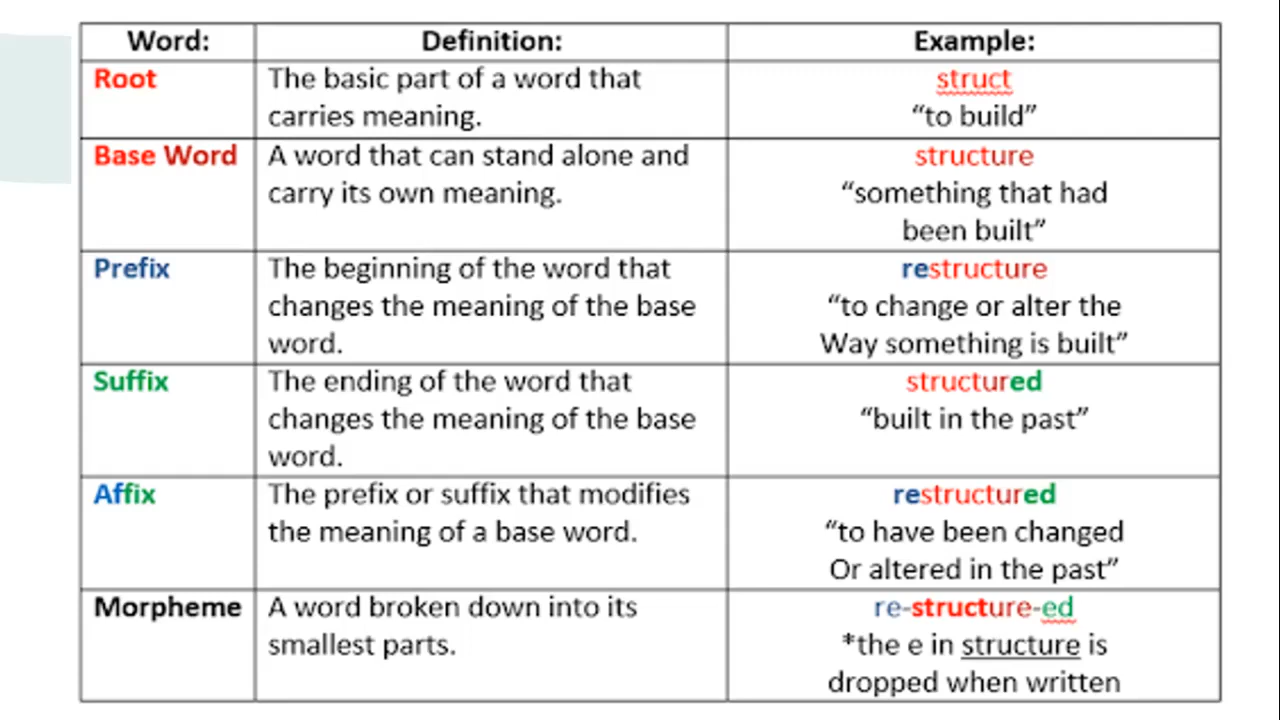 Word: Definition: Example:
Root The basic part of a word that struct
carries meaning. “to build”
Base Word A word that can stand alone and structure
carry its own meaning. “something that had
been built”
Prefix The beginning of the word that restructure
changes the meaning of the base “to change or alter the
word. Way something is built”
Suffix The ending of the word that structured
changes the meaning of the base “built in the past”
word.
Affix The prefix or suffix that modifies restructured
the meaning of a base word. “to have been changed
Or altered in the past”
Morpheme A word broken down into its re-structure-ed
smallest parts. *the e in structure is
dropped when written